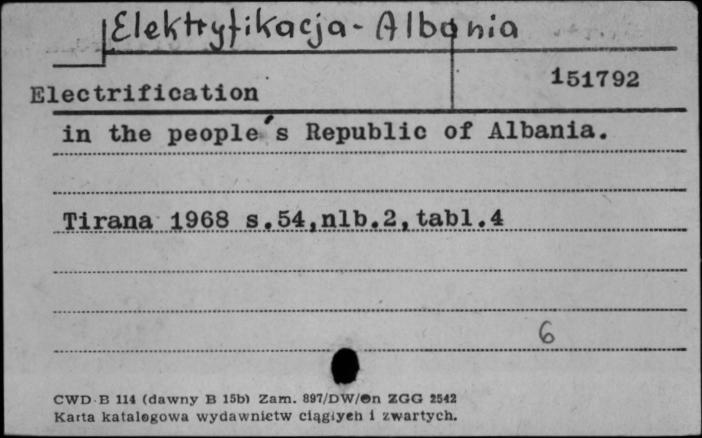 Elektryfikacja - Albania
151792
Electrification
in the people's Republic of Albania.
Tirana 1968 s.54,nlb.2,tabl.4
6
CWD-B 114 (dawny B 15b) Zam. 897/DW/Gn ZGG 2542
Karta katalogowa wydawnictw ciągłych i zwartych.